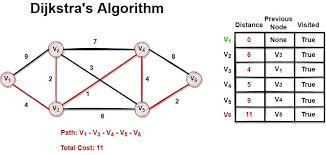 Dijkstra's Algorithm
7
V2
V4
9
8
2
3
V1
4
5
V6
1
4
2
V3
6
V5
Path: V1 - V3 - V4 - V5 - V6
Total Cost: 11
Distance Previous Node Visited
V1 0 None True
V2 6 V3 True
V3 4 V1 True
V4 5 V3 True
V5 9 V4 True
V6 11 V5 True